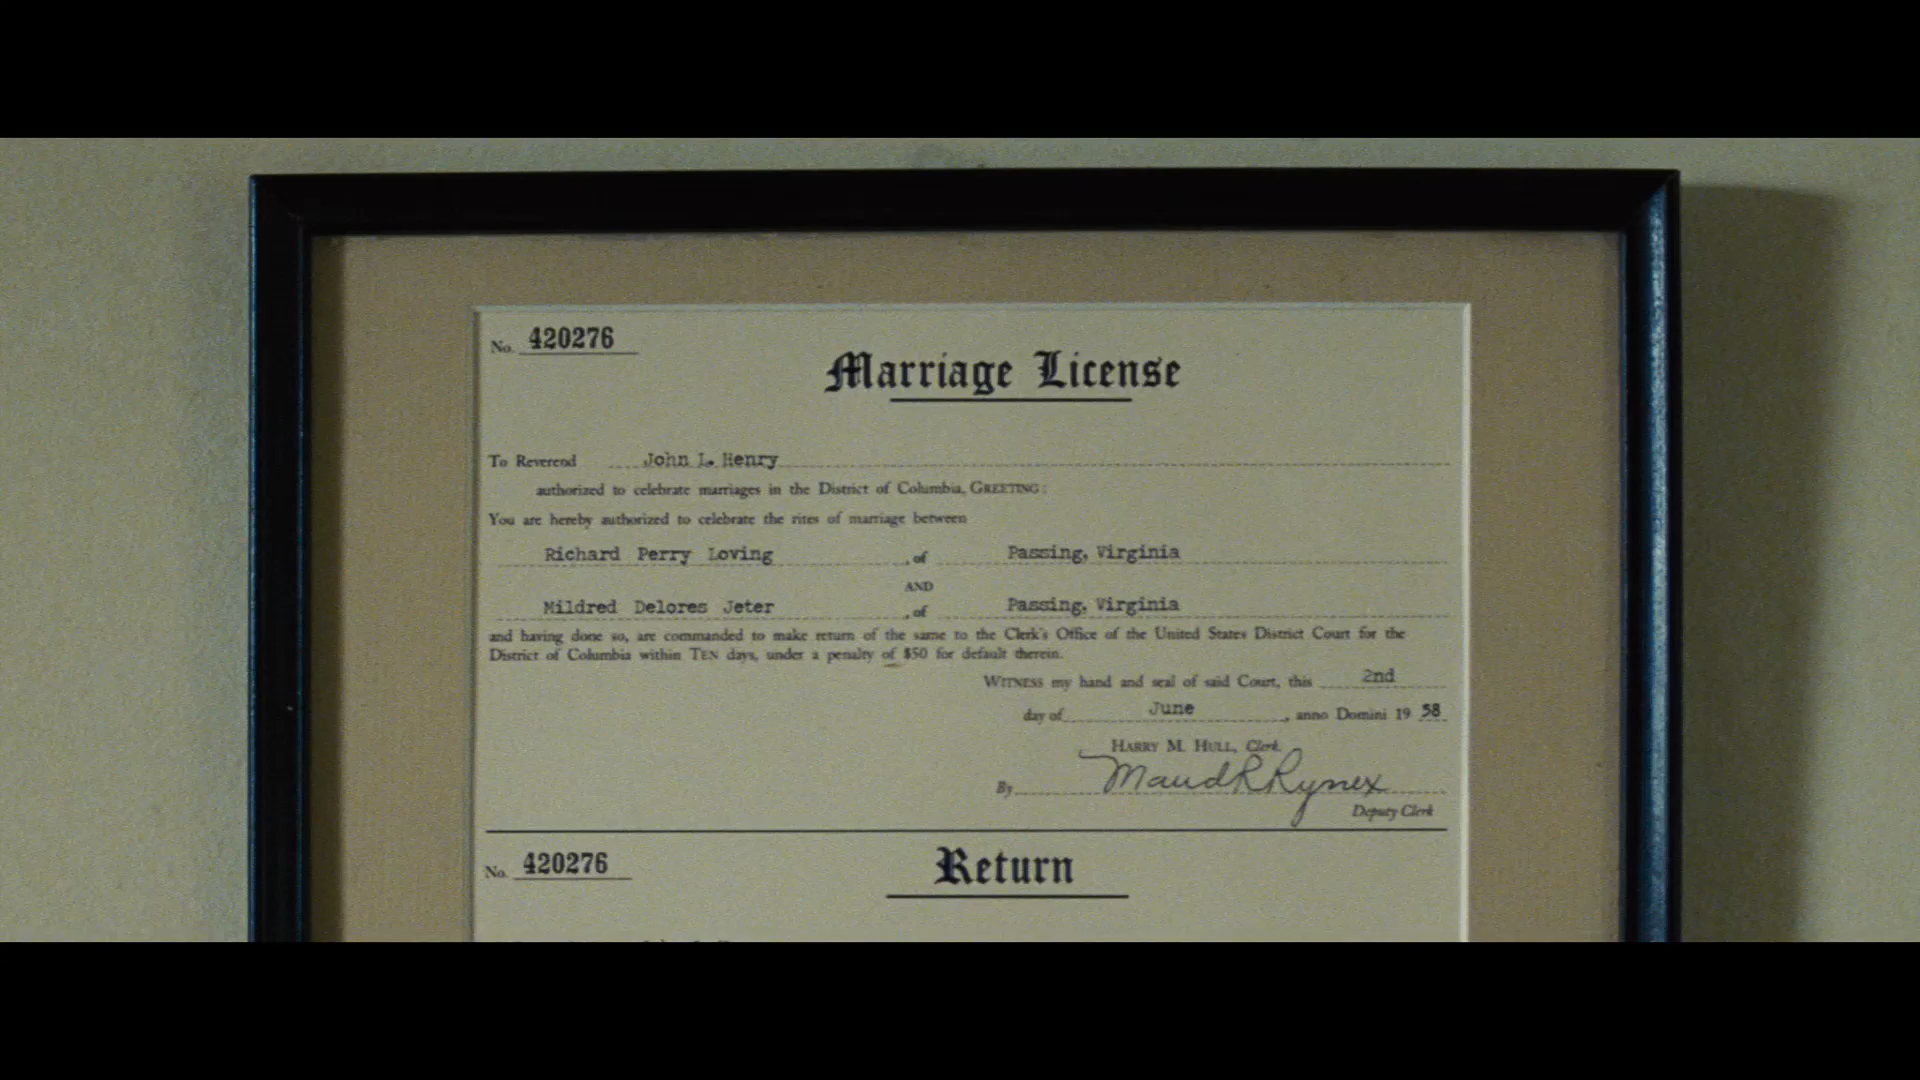 No. 420276
Marriage License
To Reverend John L. Henry
authorized to celebrate marriages in the District of Columbia, GREETING:
You are hereby authorized to celebrate the rites of marriage between
Richard Perry Loving, of Passing, Virginia
AND
Mildred Delores Jeter, of Passing, Virginia
and having done so, are commanded to make return of the same to the Clerk's Office of the United States District Court for the
District of Columbia within TEN days, under a penalty of $50 for default therein.
WITNESS my hand and seal of said Court, this 2nd
day of June, anno Domini 19 58
HARRY M. HULL, Clerk.
By Maud R Rynex
Deputy Clerk
No. 420276
Return